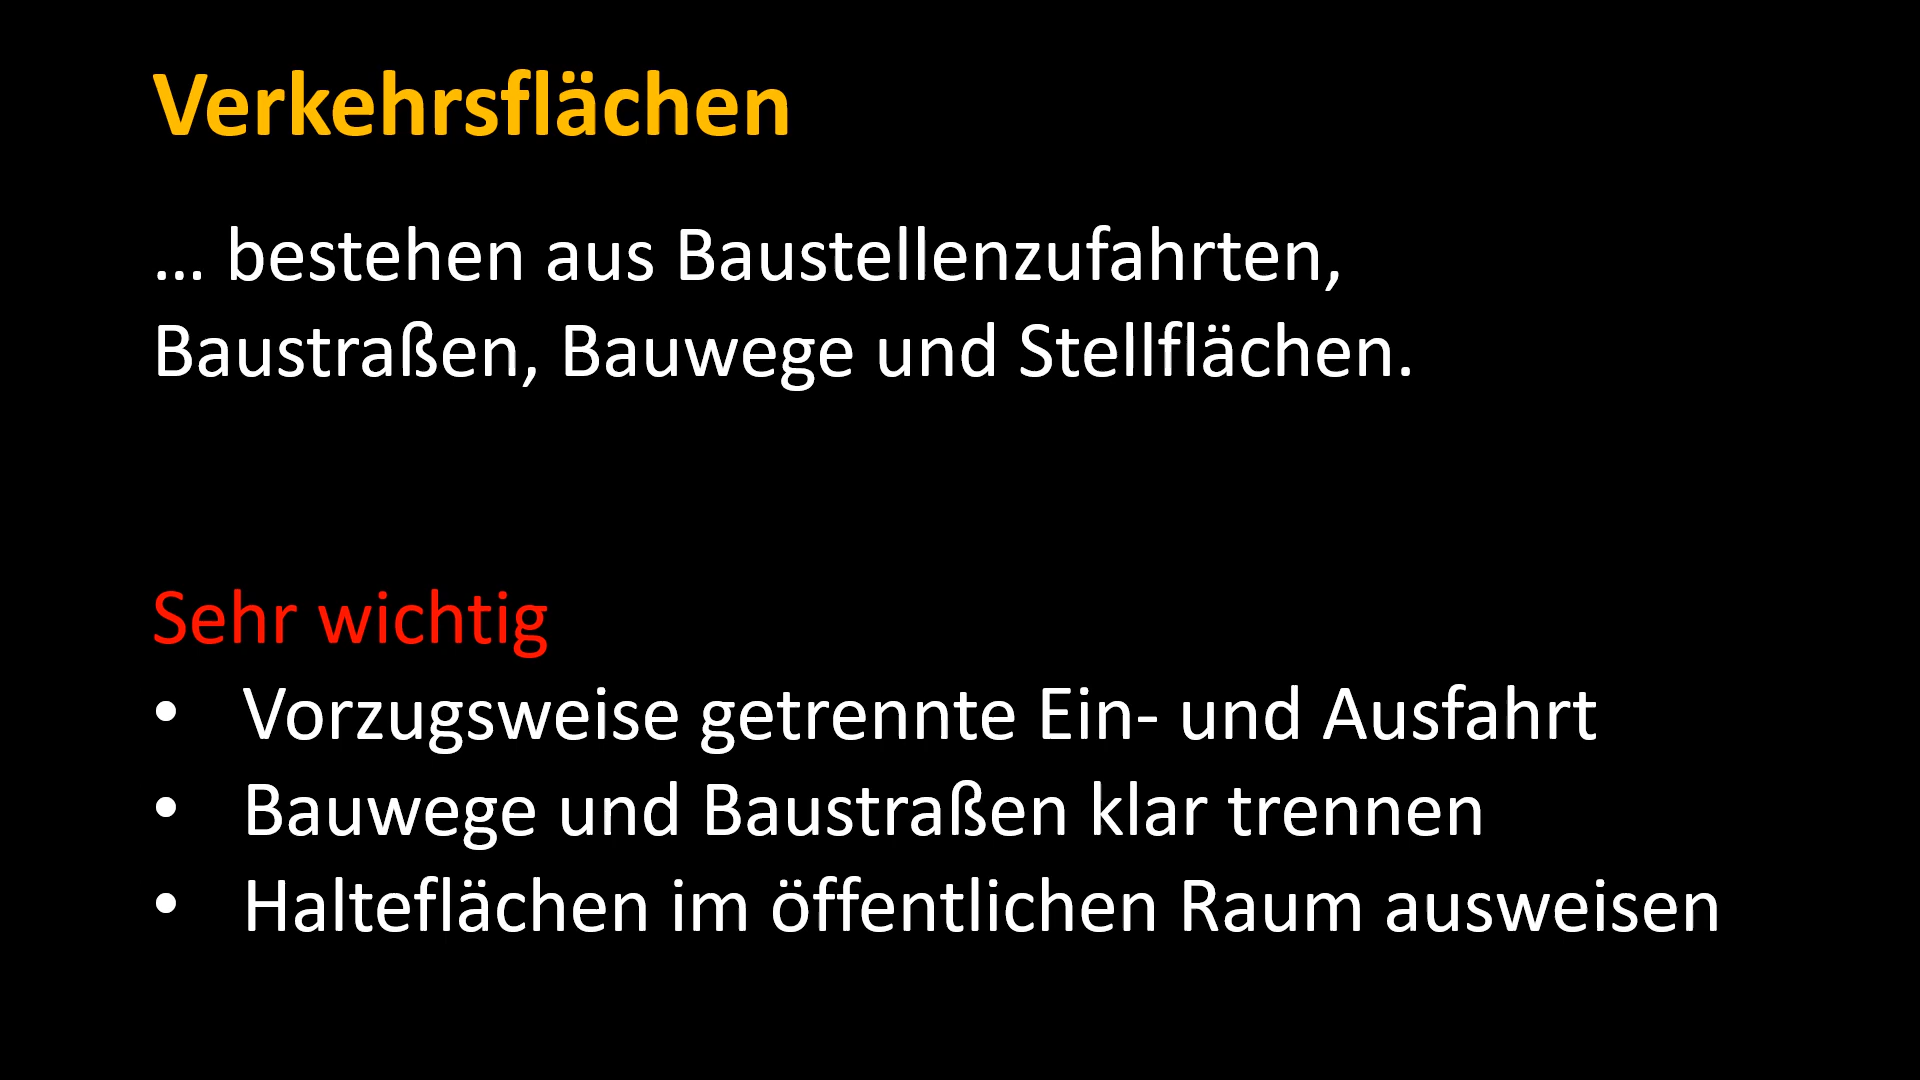 Verkehrsflächen
... bestehen aus Baustellenzufahrten,
Baustraßen, Bauwege und Stellflächen.
Sehr wichtig
• Vorzugsweise getrennte Ein- und Ausfahrt
• Bauwege und Baustraßen klar trennen
• Halteflächen im öffentlichen Raum ausweisen